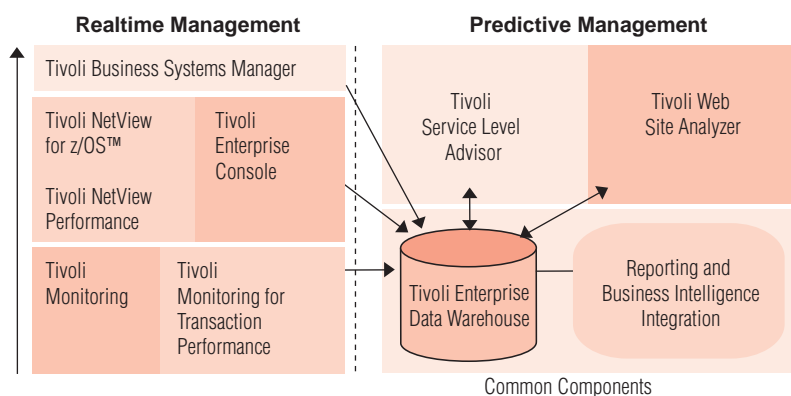 Realtime Management
Predictive Management
Tivoli Business Systems Manager
Tivoli NetView
for z/OS™
Tivoli NetView
Performance
Tivoli
Enterprise
Console
Tivoli
Monitoring
Tivoli
Monitoring for
Transaction
Performance
Tivoli
Service Level
Advisor
Tivoli Web
Site Analyzer
Tivoli Enterprise
Data Warehouse
Reporting and
Business Intelligence
Integration
Common Components